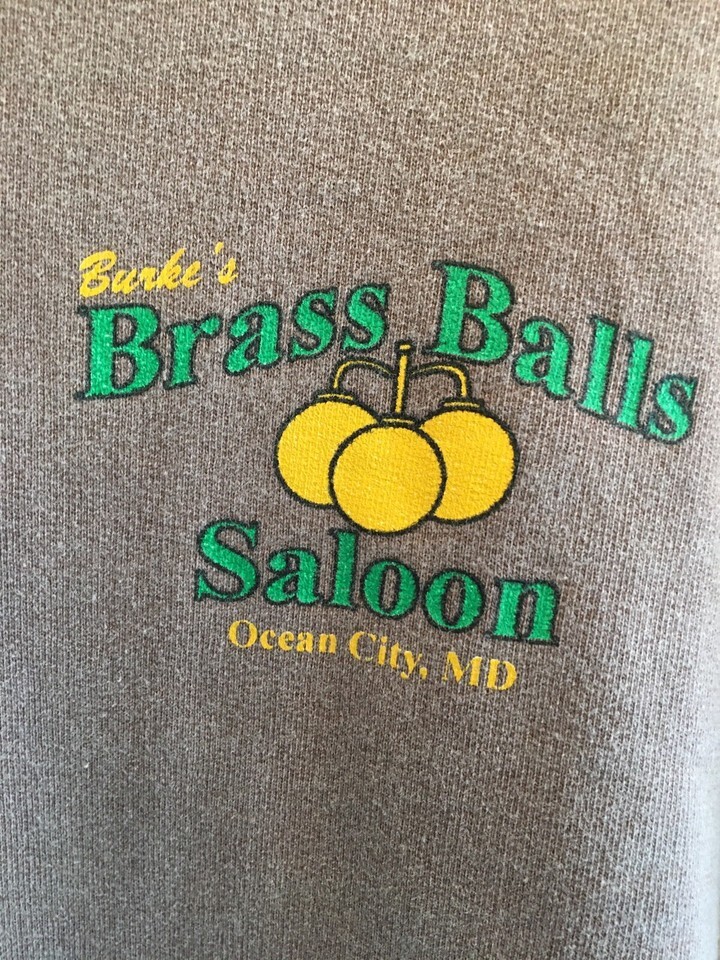 Burke's
Brass Balls
Saloon
Ocean City, MD